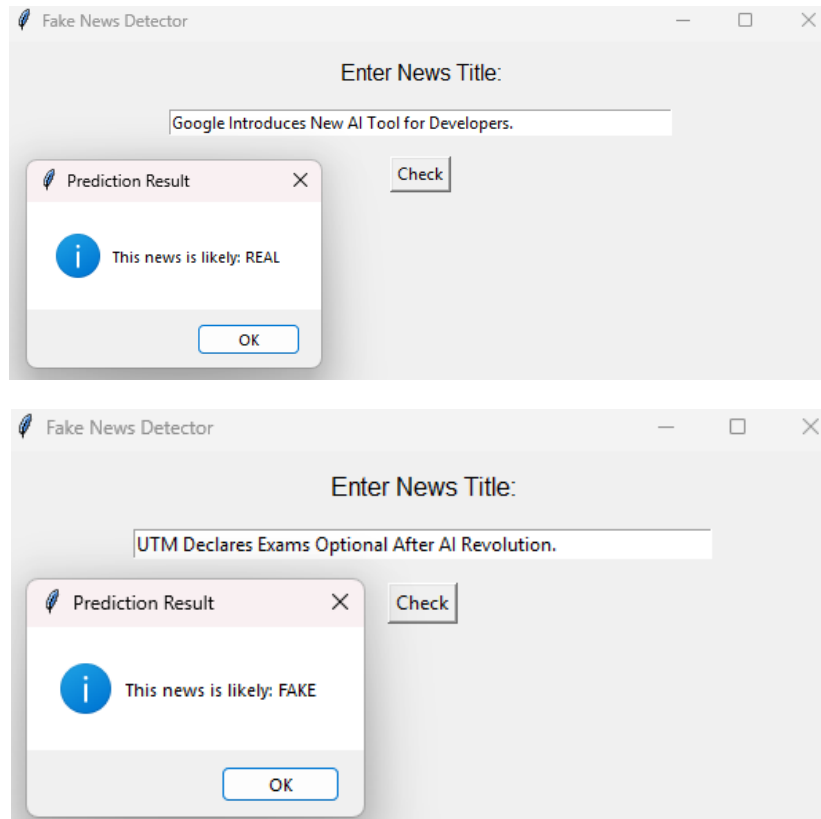 Fake News Detector
Enter News Title:
Google Introduces New AI Tool for Developers.
Check
Prediction Result
This news is likely: REAL
OK
Fake News Detector
Enter News Title:
UTM Declares Exams Optional After AI Revolution.
Check
Prediction Result
This news is likely: FAKE
OK